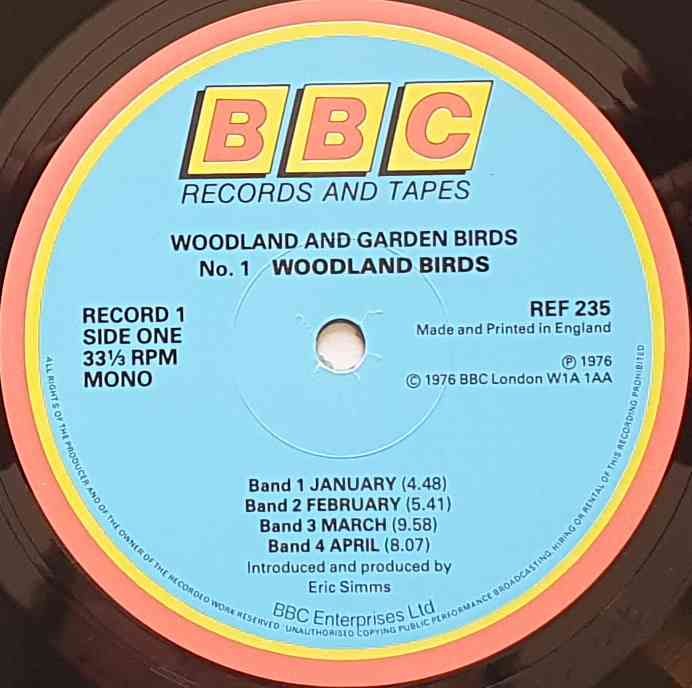 BBC
RECORDS AND TAPES
WOODLAND AND GARDEN BIRDS
No. 1 WOODLAND BIRDS
RECORD 1
SIDE ONE
33⅓ RPM
MONO
REF 235
Made and Printed in England
Ⓟ 1976
© 1976 BBC London W1A 1AA
Band 1 JANUARY (4.48)
Band 2 FEBRUARY (5.41)
Band 3 MARCH (9.58)
Band 4 APRIL (8.07)
Introduced and produced by
Eric Simms
BBC Enterprises Ltd
ALL RIGHTS OF THE PRODUCER AND OF THE OWNER OF THE RECORDED WORK RESERVED · UNAUTHORISED COPYING PUBLIC PERFORMANCE BROADCASTING, HIRING OR RENTAL OF THIS RECORDING PROHIBITED